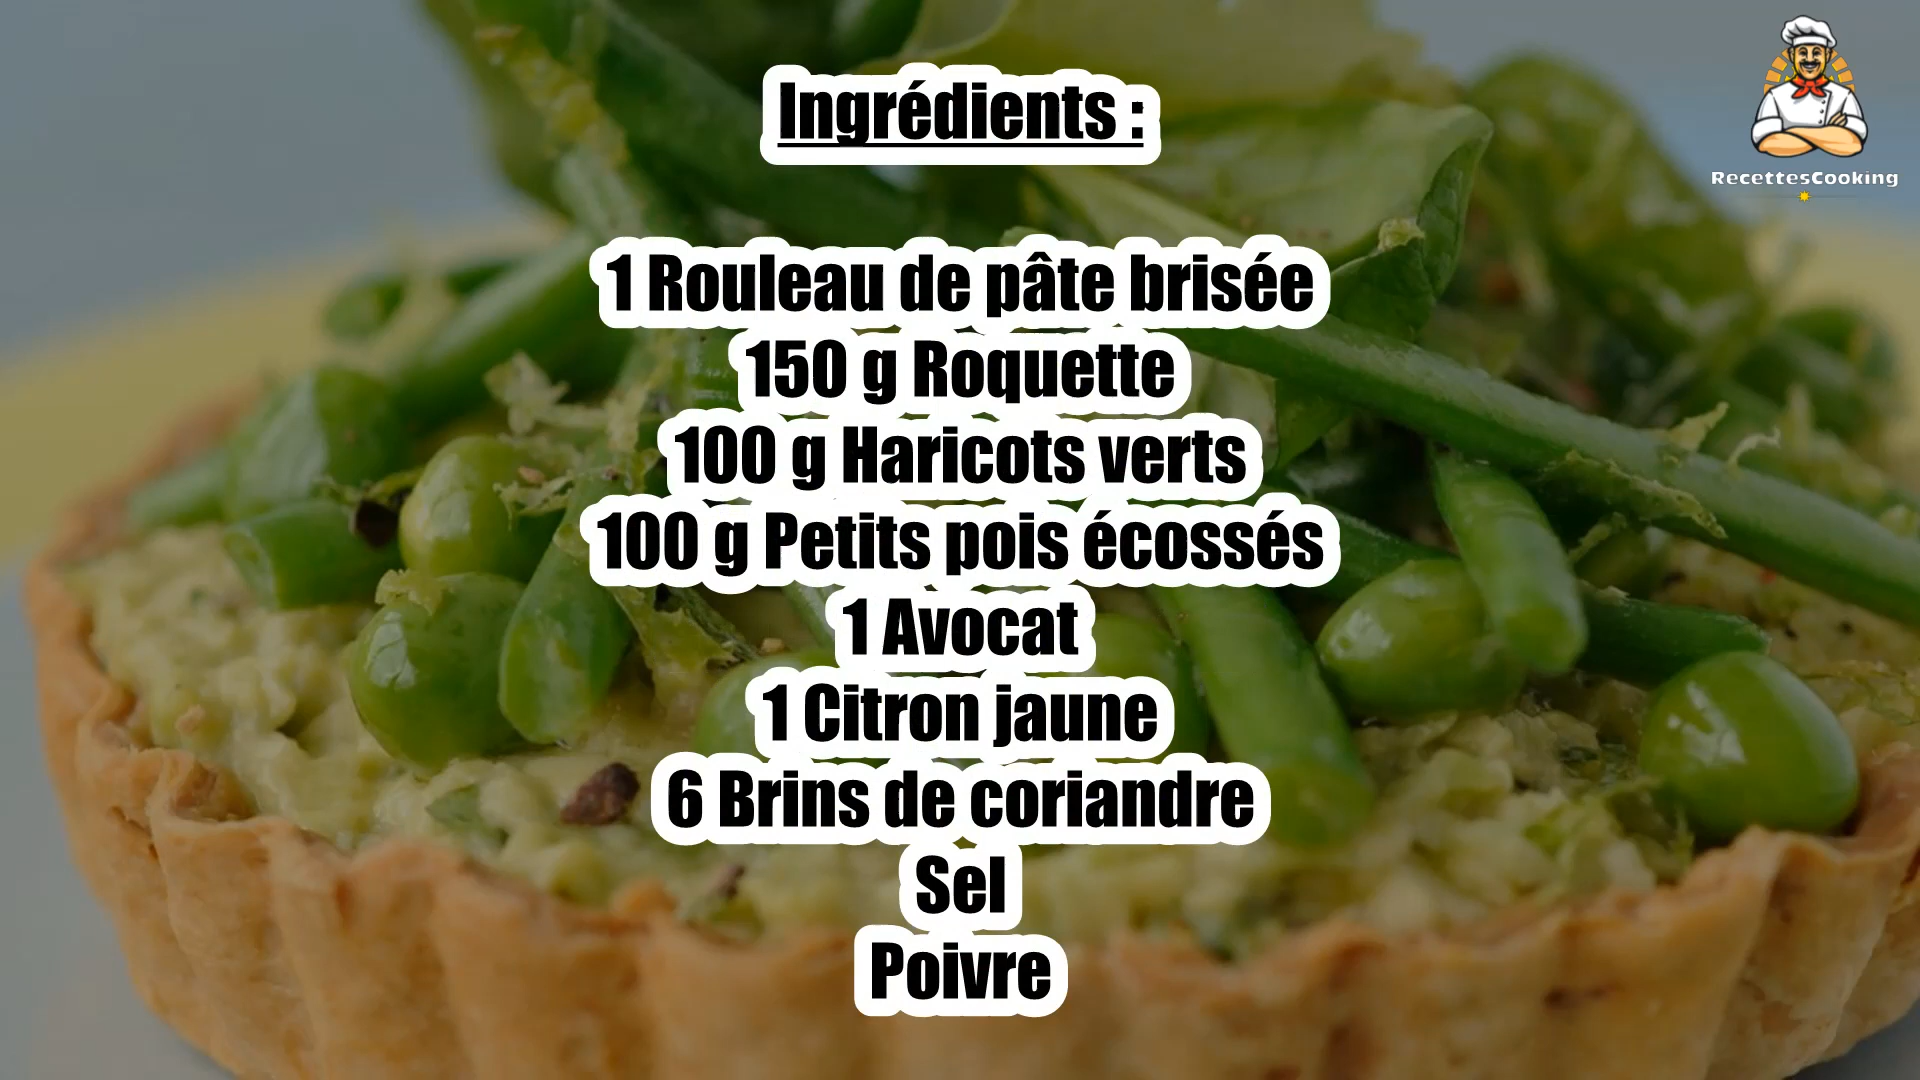 Ingrédients :
RecettesCooking
1 Rouleau de pâte brisée
150 g Roquette
100 g Haricots verts
100 g Petits pois écossés
1 Avocat
1 Citron jaune
6 Brins de coriandre
Sel
Poivre